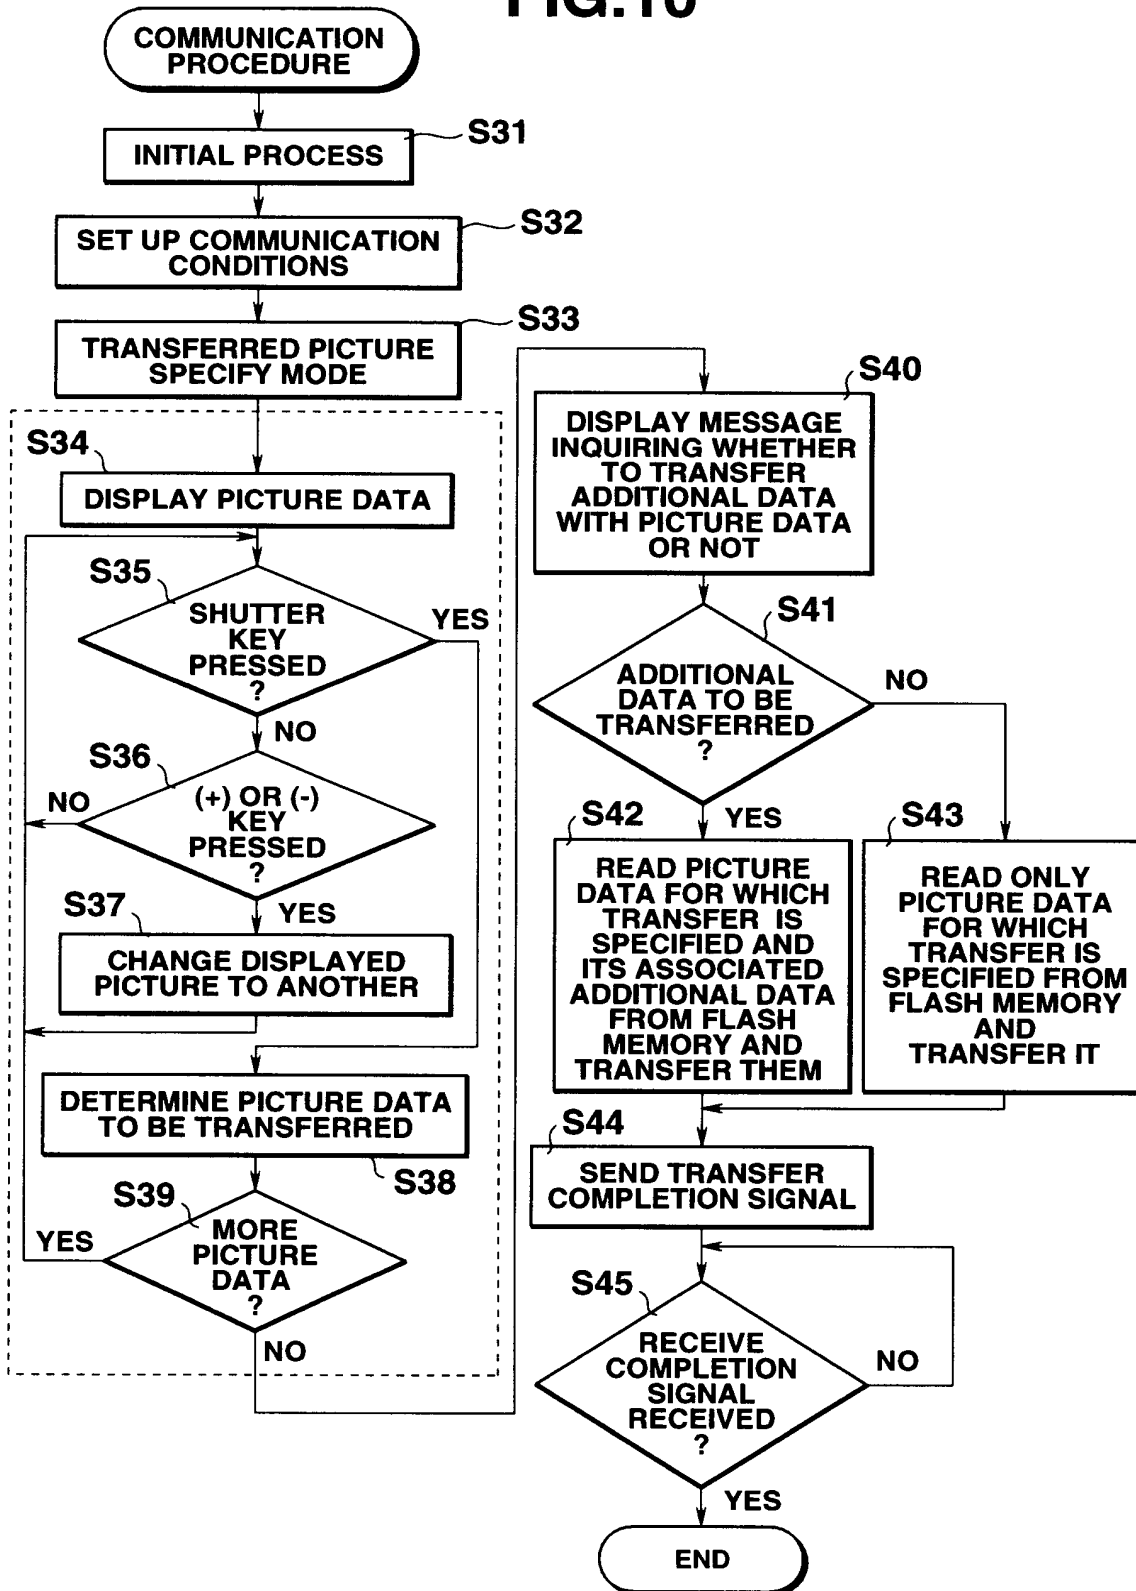 FIG.10
COMMUNICATION
PROCEDURE
S31
INITIAL PROCESS
S32
SET UP COMMUNICATION
CONDITIONS
S33
TRANSFERRED PICTURE
SPECIFY MODE
S34
DISPLAY PICTURE DATA
S35
SHUTTER
KEY
PRESSED
?
YES
NO
S36
(+) OR (-)
KEY
PRESSED
?
NO
YES
S37
CHANGE DISPLAYED
PICTURE TO ANOTHER
DETERMINE PICTURE DATA
TO BE TRANSFERRED
S38
S39
MORE
PICTURE
DATA
?
YES
NO
S40
DISPLAY MESSAGE
INQUIRING WHETHER
TO TRANSFER
ADDITIONAL DATA
WITH PICTURE DATA
OR NOT
S41
ADDITIONAL
DATA TO BE
TRANSFERRED
?
NO
YES
S42
READ PICTURE
DATA FOR WHICH
TRANSFER IS
SPECIFIED AND
ITS ASSOCIATED
ADDITIONAL DATA
FROM FLASH
MEMORY AND
TRANSFER THEM
S43
READ ONLY
PICTURE DATA
FOR WHICH
TRANSFER IS
SPECIFIED FROM
FLASH MEMORY
AND
TRANSFER IT
S44
SEND TRANSFER
COMPLETION SIGNAL
S45
RECEIVE
COMPLETION
SIGNAL
RECEIVED
?
NO
YES
END